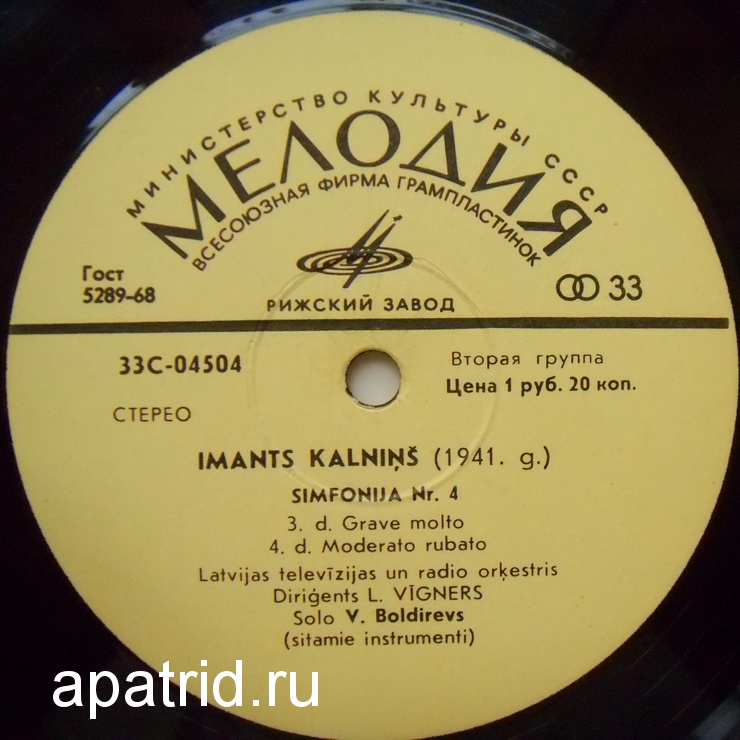 МИНИСТЕРСТВО КУЛЬТУРЫ СССР
МЕЛОДИЯ
ВСЕСОЮЗНАЯ ФИРМА ГРАМПЛАСТИНОК
Гост
5289-68
33
РИЖСКИЙ ЗАВОД
33С-04504
Вторая группа
Цена 1 руб. 20 коп.
СТЕРЕО
IMANTS KALNIŅŠ (1941. g.)
SIMFONIJA Nr. 4
3. d. Grave molto
4. d. Moderato rubato
Latvijas televīzijas un radio orķestris
Diriģents L. VĪGNERS
Solo V. Boldirevs
(sitamie instrumenti)
apatrid.ru